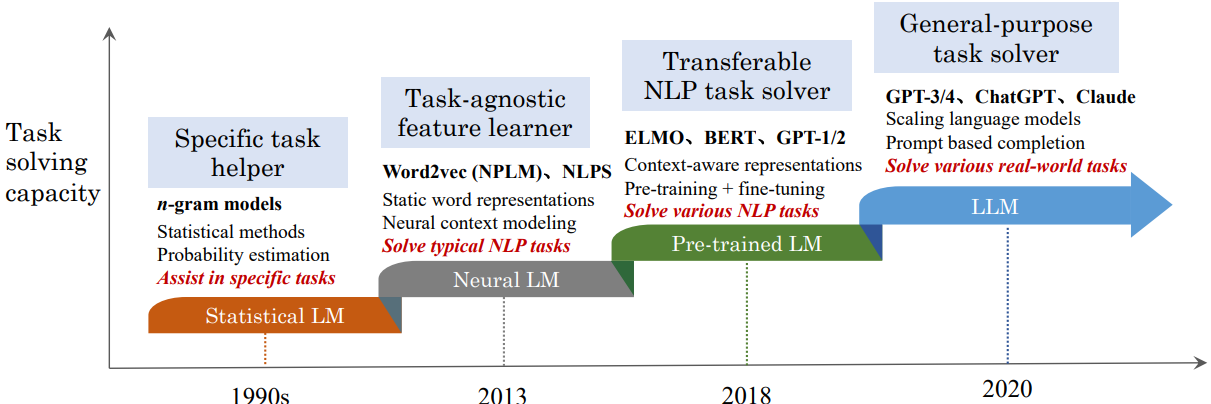 Task
solving
capacity
Specific task
helper
n-gram models
Statistical methods
Probability estimation
Assist in specific tasks
Statistical LM
1990s
Task-agnostic
feature learner
Word2vec (NPLM)、NLPS
Static word representations
Neural context modeling
Solve typical NLP tasks
Neural LM
2013
Transferable
NLP task solver
ELMO、BERT、GPT-1/2
Context-aware representations
Pre-training + fine-tuning
Solve various NLP tasks
Pre-trained LM
2018
General-purpose
task solver
GPT-3/4、ChatGPT、Claude
Scaling language models
Prompt based completion
Solve various real-world tasks
LLM
2020